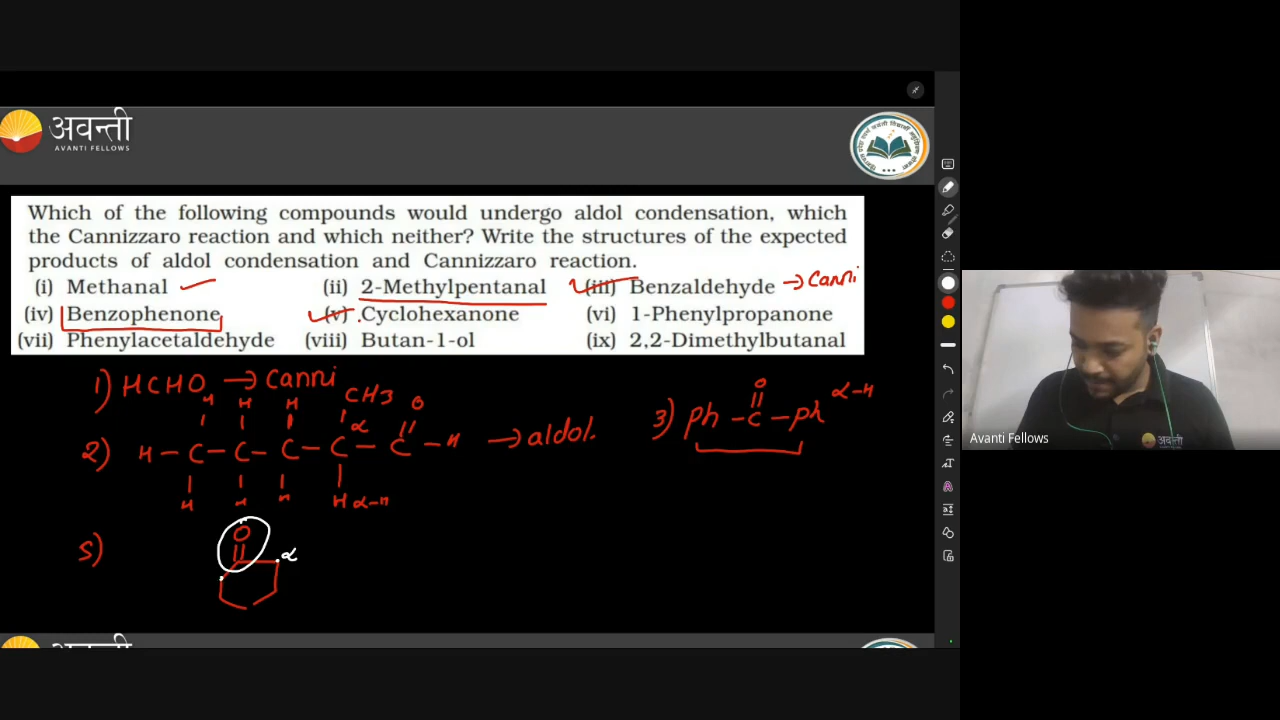 अवन्ती
AVANTI FELLOWS
Which of the following compounds would undergo aldol condensation, which
the Cannizzaro reaction and which neither? Write the structures of the expected
products of aldol condensation and Cannizzaro reaction.
(i) Methanal (ii) 2-Methylpentanal (iii) Benzaldehyde → Canni
(iv) Benzophenone (v) Cyclohexanone (vi) 1-Phenylpropanone
(vii) Phenylacetaldehyde (viii) Butan-1-ol (ix) 2,2-Dimethylbutanal
1) HCHO → Canni
CH3 O
H H H α
2) H - C - C - C - C - C - H → aldol.
H H H H α-H
O α-H
3) Ph - C - Ph
5)
O
α
Avanti Fellows
अवन्ती
अवन्ती